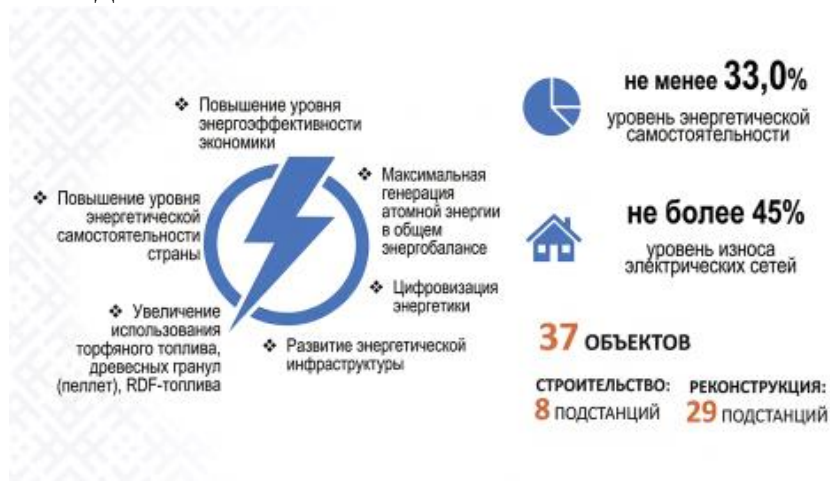 ❖ Повышение уровня
энергоэффективности
экономики
❖ Максимальная
генерация
атомной энергии
в общем
энергобалансе
❖ Цифровизация
энергетики
❖ Развитие энергетической
инфраструктуры
❖ Увеличение
использования
торфяного топлива,
древесных гранул
(пеллет), RDF-топлива
❖ Повышение уровня
энергетической
самостоятельности
страны
не менее 33,0%
уровень энергетической
самостоятельности
не более 45%
уровень износа
электрических сетей
37 ОБЪЕКТОВ
СТРОИТЕЛЬСТВО:
8 ПОДСТАНЦИЙ
РЕКОНСТРУКЦИЯ:
29 ПОДСТАНЦИЙ